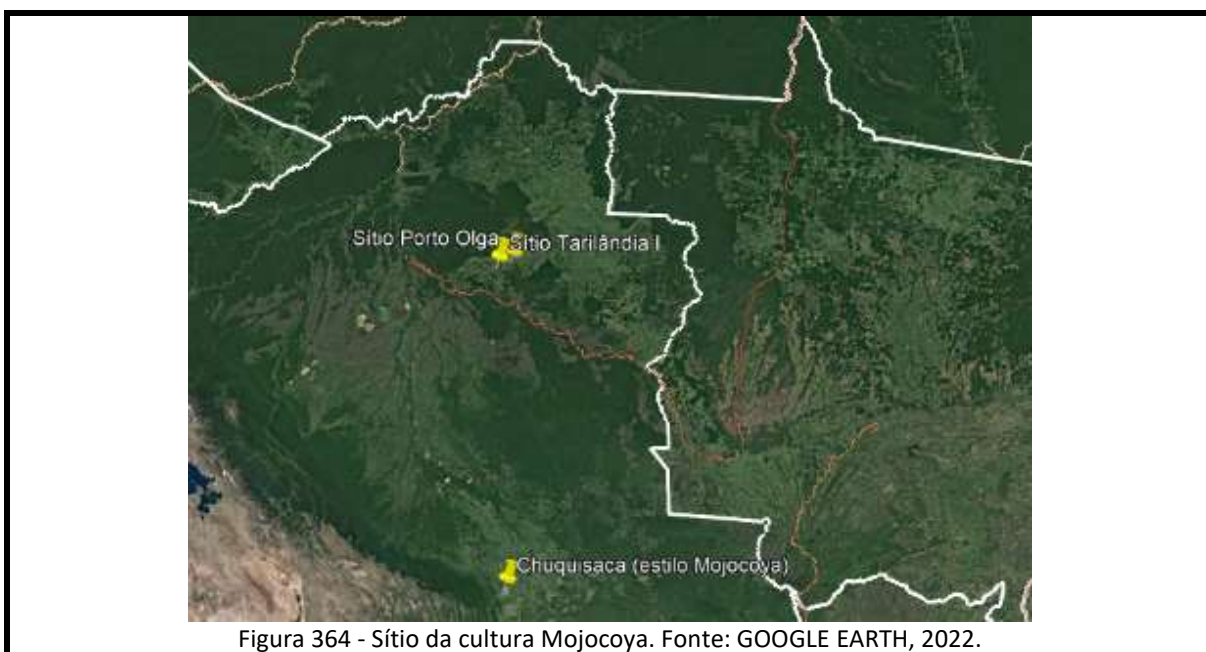 Sítio Porto Olga
Sítio Tarilândia I
Chuquisaca (estilo Mojocoya)
Figura 364 - Sítio da cultura Mojocoya. Fonte: GOOGLE EARTH, 2022.